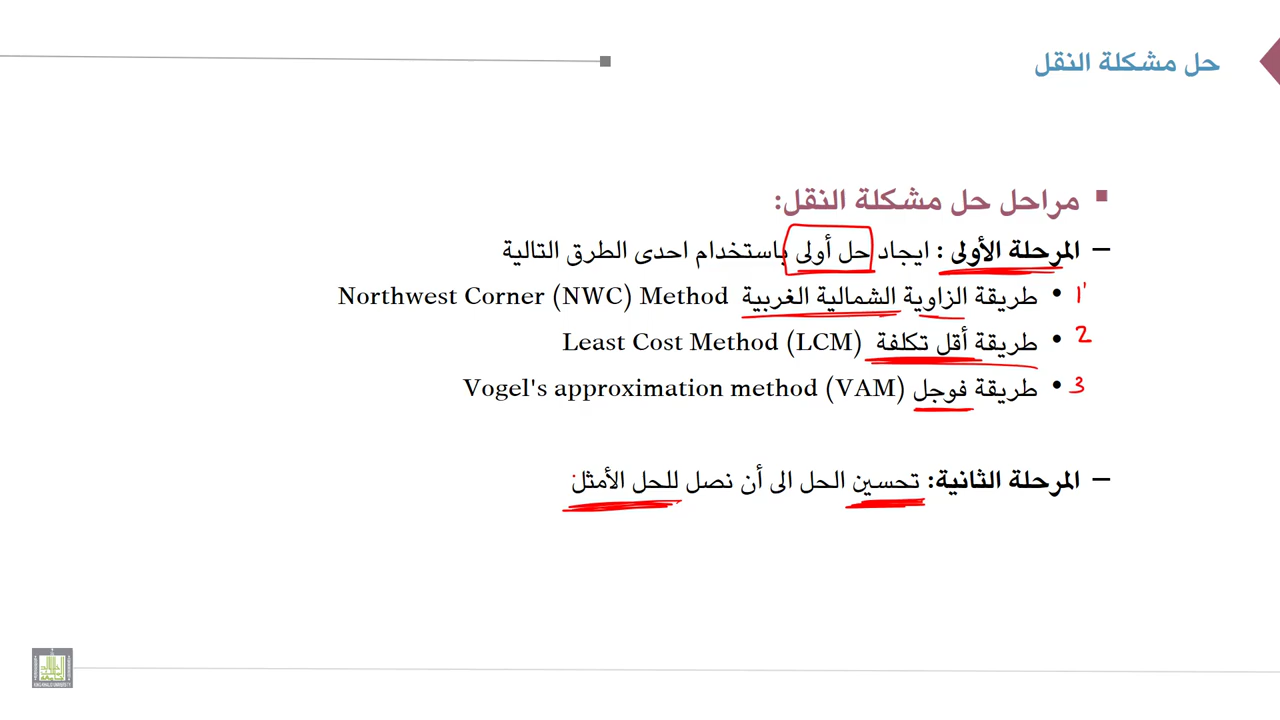 حل مشكلة النقل
مراحل حل مشكلة النقل:
– المرحلة الأولى : ايجاد حل أولى باستخدام احدى الطرق التالية
1 • طريقة الزاوية الشمالية الغربية Northwest Corner (NWC) Method
2 • طريقة أقل تكلفة Least Cost Method (LCM)
3 • طريقة فوجل Vogel's approximation method (VAM)
– المرحلة الثانية: تحسين الحل الى أن نصل للحل الأمثل